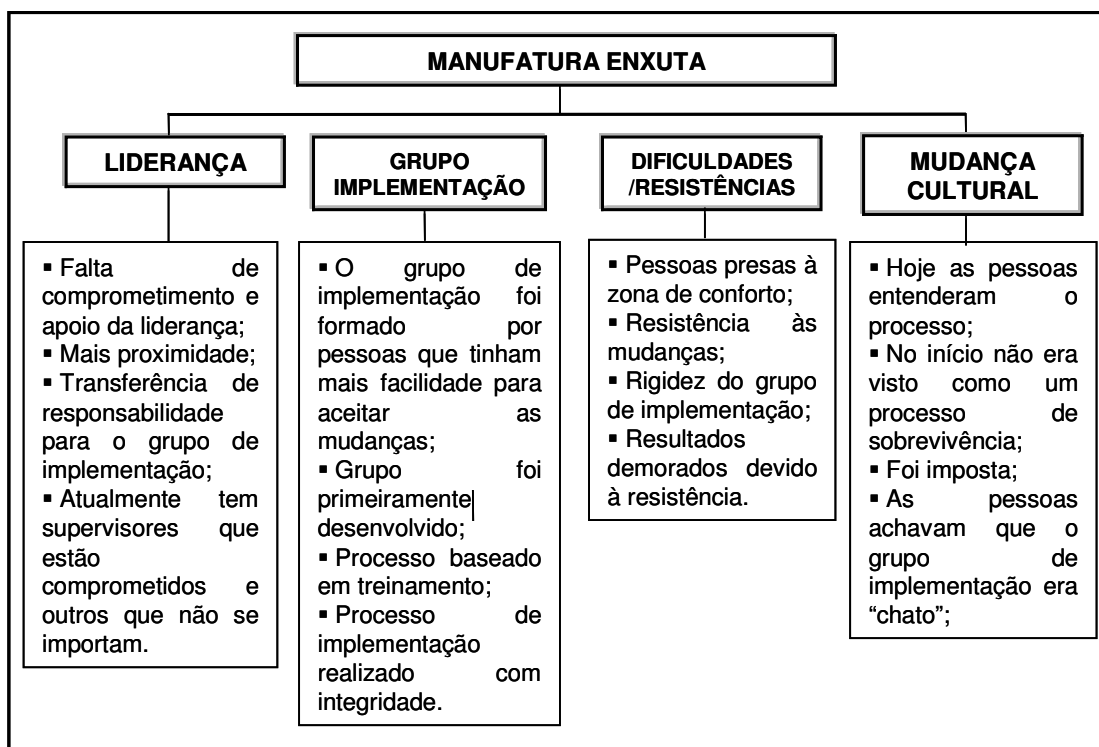 MANUFATURA ENXUTA
LIDERANÇA
▪ Falta de
comprometimento e
apoio da liderança;
▪ Mais proximidade;
▪ Transferência de
responsabilidade
para o grupo de
implementação;
▪ Atualmente tem
supervisores que
estão
comprometidos e
outros que não se
importam.
GRUPO
IMPLEMENTAÇÃO
▪ O grupo de
implementação foi
formado por
pessoas que tinham
mais facilidade para
aceitar as
mudanças;
▪ Grupo foi
primeiramente
desenvolvido;
▪ Processo baseado
em treinamento;
▪ Processo de
implementação
realizado com
integridade.
DIFICULDADES
/RESISTÊNCIAS
▪ Pessoas presas à
zona de conforto;
▪ Resistência às
mudanças;
▪ Rigidez do grupo
de implementação;
▪ Resultados
demorados devido
à resistência.
MUDANÇA
CULTURAL
▪ Hoje as pessoas
entenderam o
processo;
▪ No início não era
visto como um
processo de
sobrevivência;
▪ Foi imposta;
▪ As pessoas
achavam que o
grupo de
implementação era
“chato”;